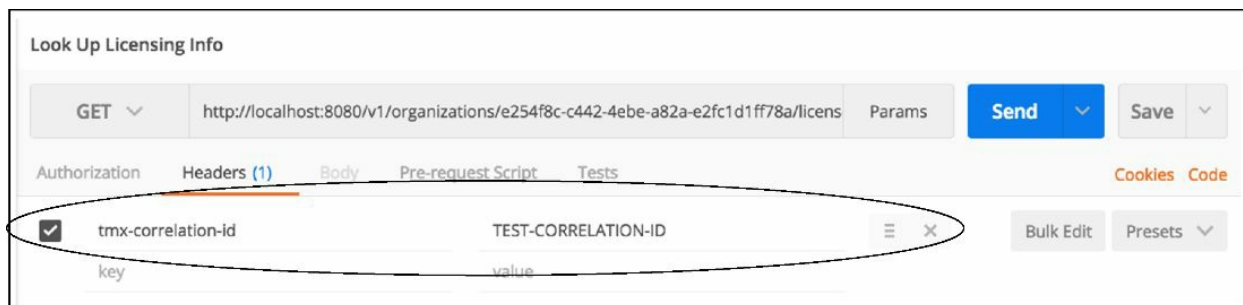 Look Up Licensing Info
GET http://localhost:8080/v1/organizations/e254f8c-c442-4ebe-a82a-e2fc1d1ff78a/licens Params Send Save
Authorization Headers (1) Body Pre-request Script Tests Cookies Code
tmx-correlation-id TEST-CORRELATION-ID Bulk Edit Presets
key value